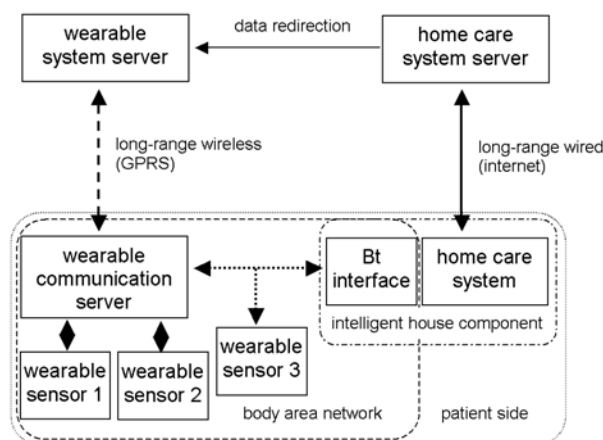 wearable
system server
data redirection
home care
system server
long-range wireless
(GPRS)
long-range wired
(internet)
wearable
communication
server
Bt
interface
home care
system
intelligent house component
wearable
sensor 1
wearable
sensor 2
wearable
sensor 3
body area network
patient side